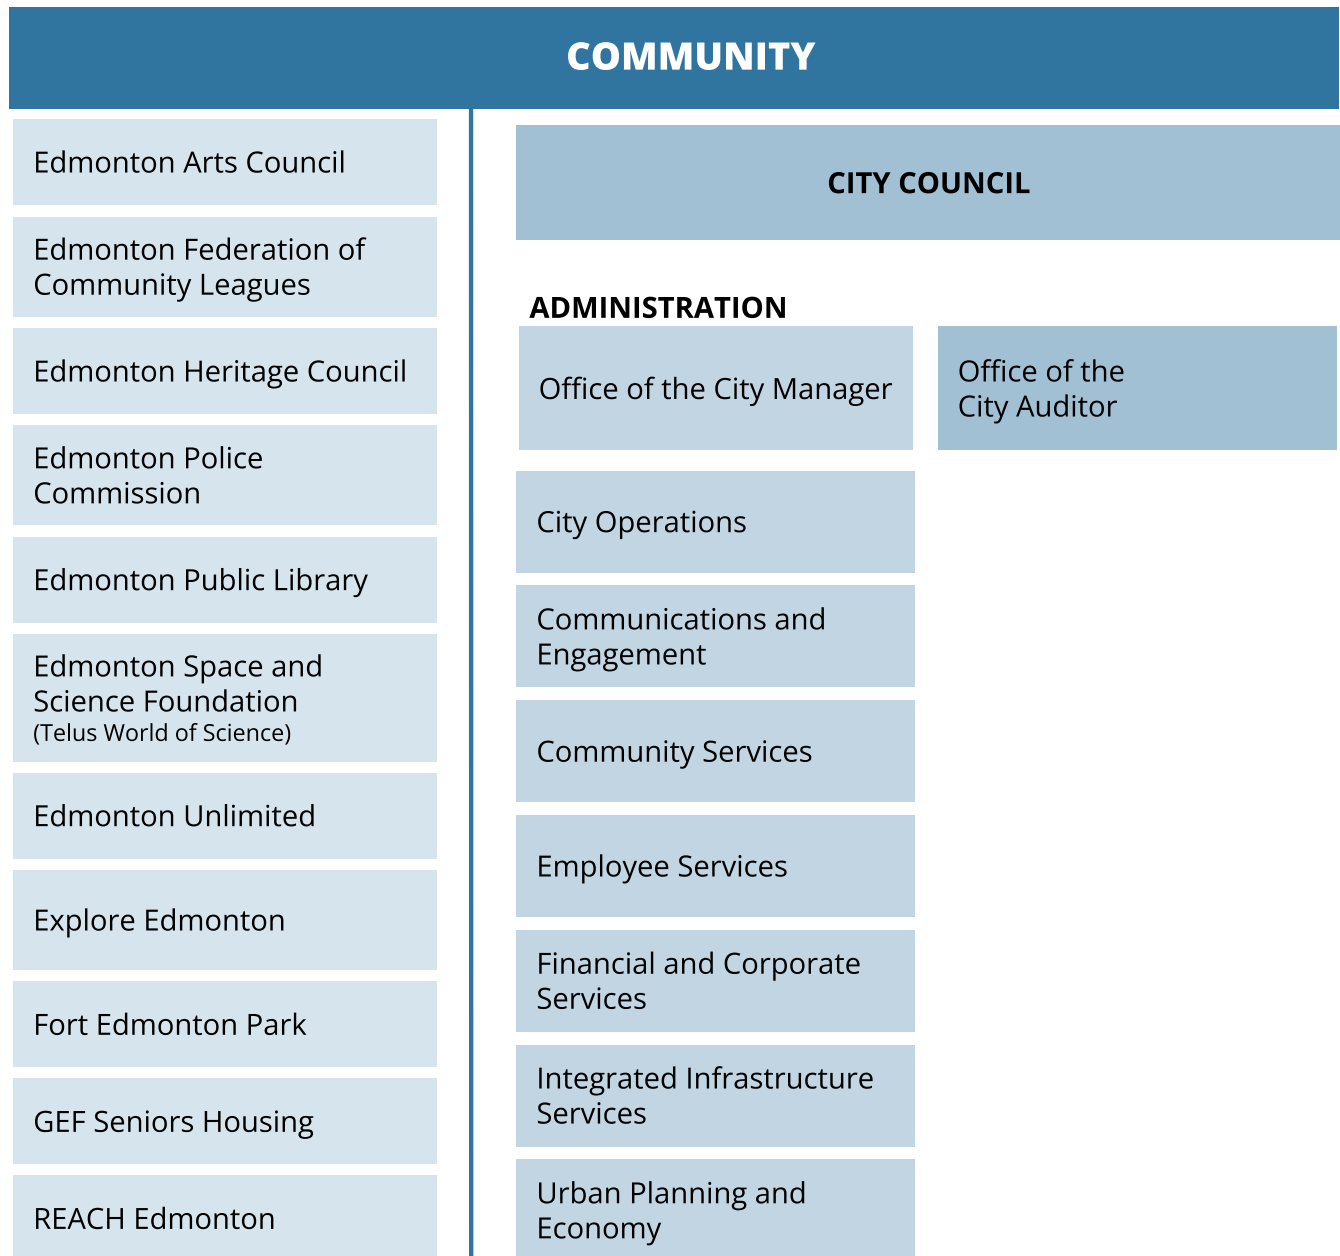 COMMUNITY
Edmonton Arts Council
Edmonton Federation of
Community Leagues
Edmonton Heritage Council
Edmonton Police
Commission
Edmonton Public Library
Edmonton Space and
Science Foundation
(Telus World of Science)
Edmonton Unlimited
Explore Edmonton
Fort Edmonton Park
GEF Seniors Housing
REACH Edmonton
CITY COUNCIL
ADMINISTRATION
Office of the City Manager
City Operations
Communications and
Engagement
Community Services
Employee Services
Financial and Corporate
Services
Integrated Infrastructure
Services
Urban Planning and
Economy
Office of the
City Auditor